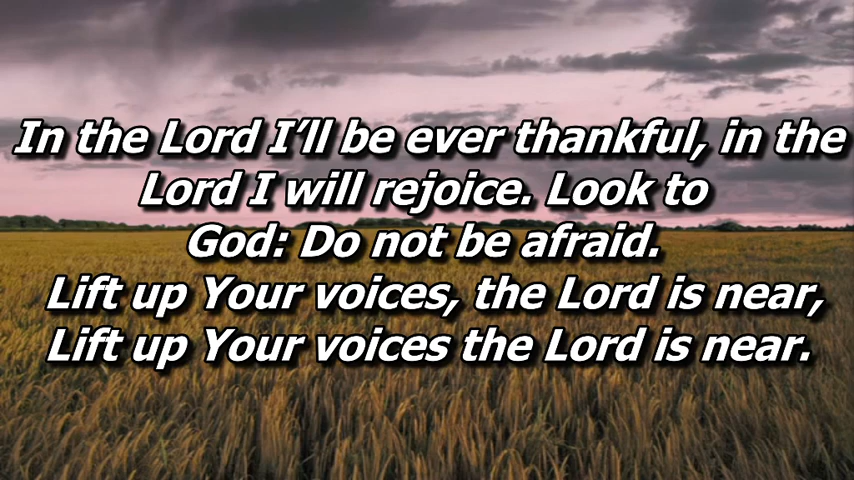 In the Lord I’ll be ever thankful, in the
Lord I will rejoice. Look to
God: Do not be afraid.
Lift up Your voices, the Lord is near,
Lift up Your voices the Lord is near.